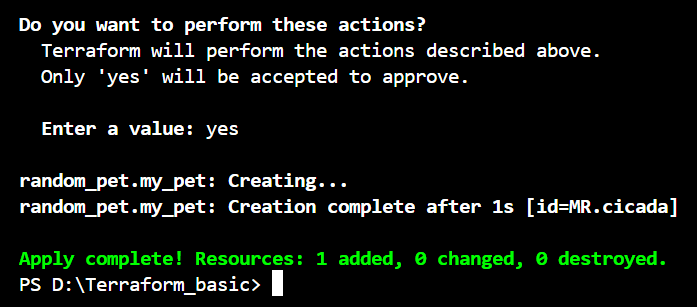 Do you want to perform these actions?
Terraform will perform the actions described above.
Only 'yes' will be accepted to approve.
Enter a value: yes
random_pet.my_pet: Creating...
random_pet.my_pet: Creation complete after 1s [id=MR.cicada]
Apply complete! Resources: 1 added, 0 changed, 0 destroyed.
PS D:\Terraform_basic>